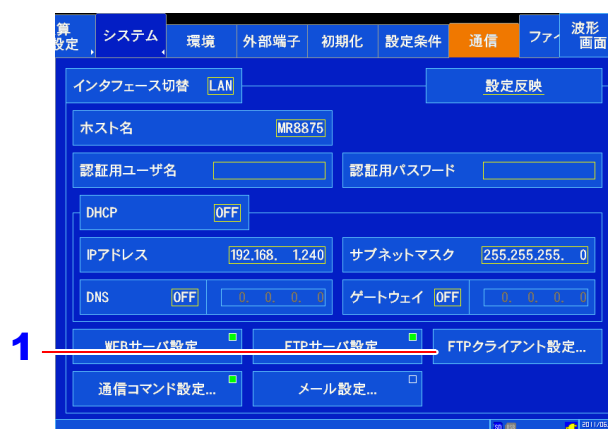 算
設定 システム 環境 外部端子 初期化 設定条件 通信 ファイ 波形
画面
インタフェース切替 LAN 設定反映
ホスト名 MR8875
認証用ユーザ名 認証用パスワード
DHCP OFF
IPアドレス 192.168. 1.240 サブネットマスク 255.255.255. 0
DNS OFF 0. 0. 0. 0 ゲートウェイ OFF 0. 0. 0. 0
1 WEBサーバ設定 FTPサーバ設定 FTPクライアント設定...
通信コマンド設定... メール設定...
SD 2011/06